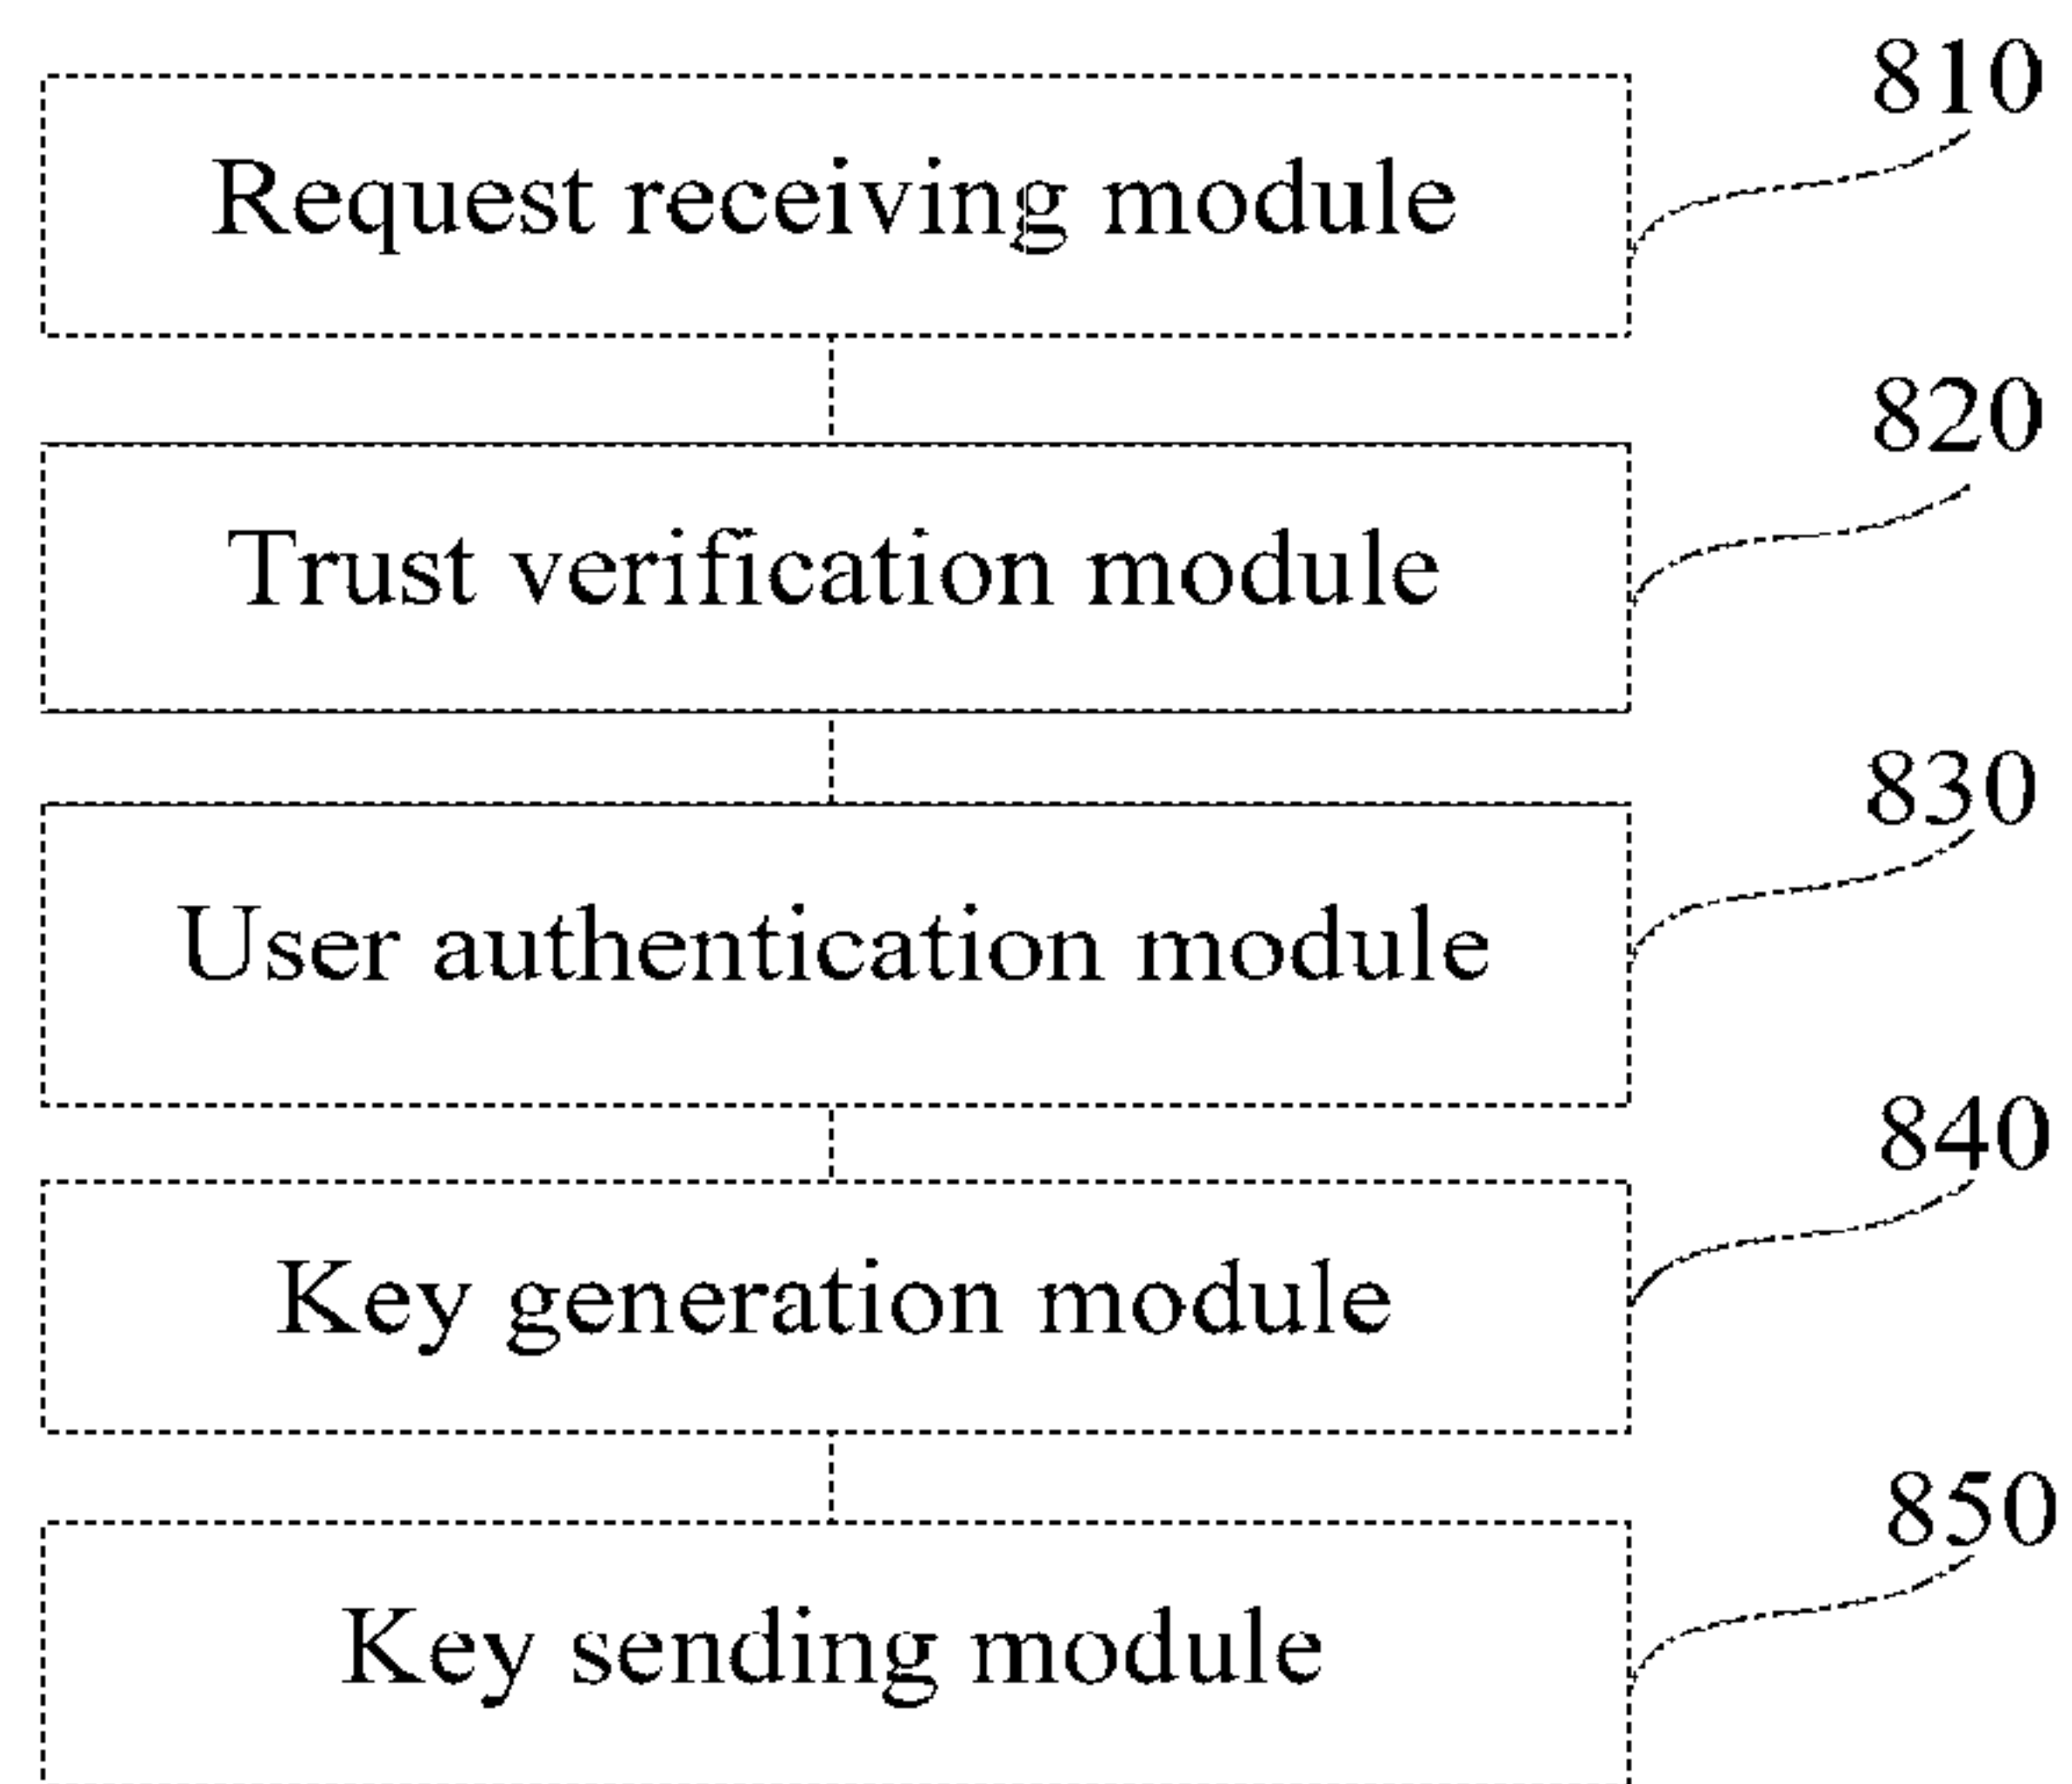 810
Request receiving module
820
Trust verification module
830
User authentication module
840
Key generation module
850
Key sending module